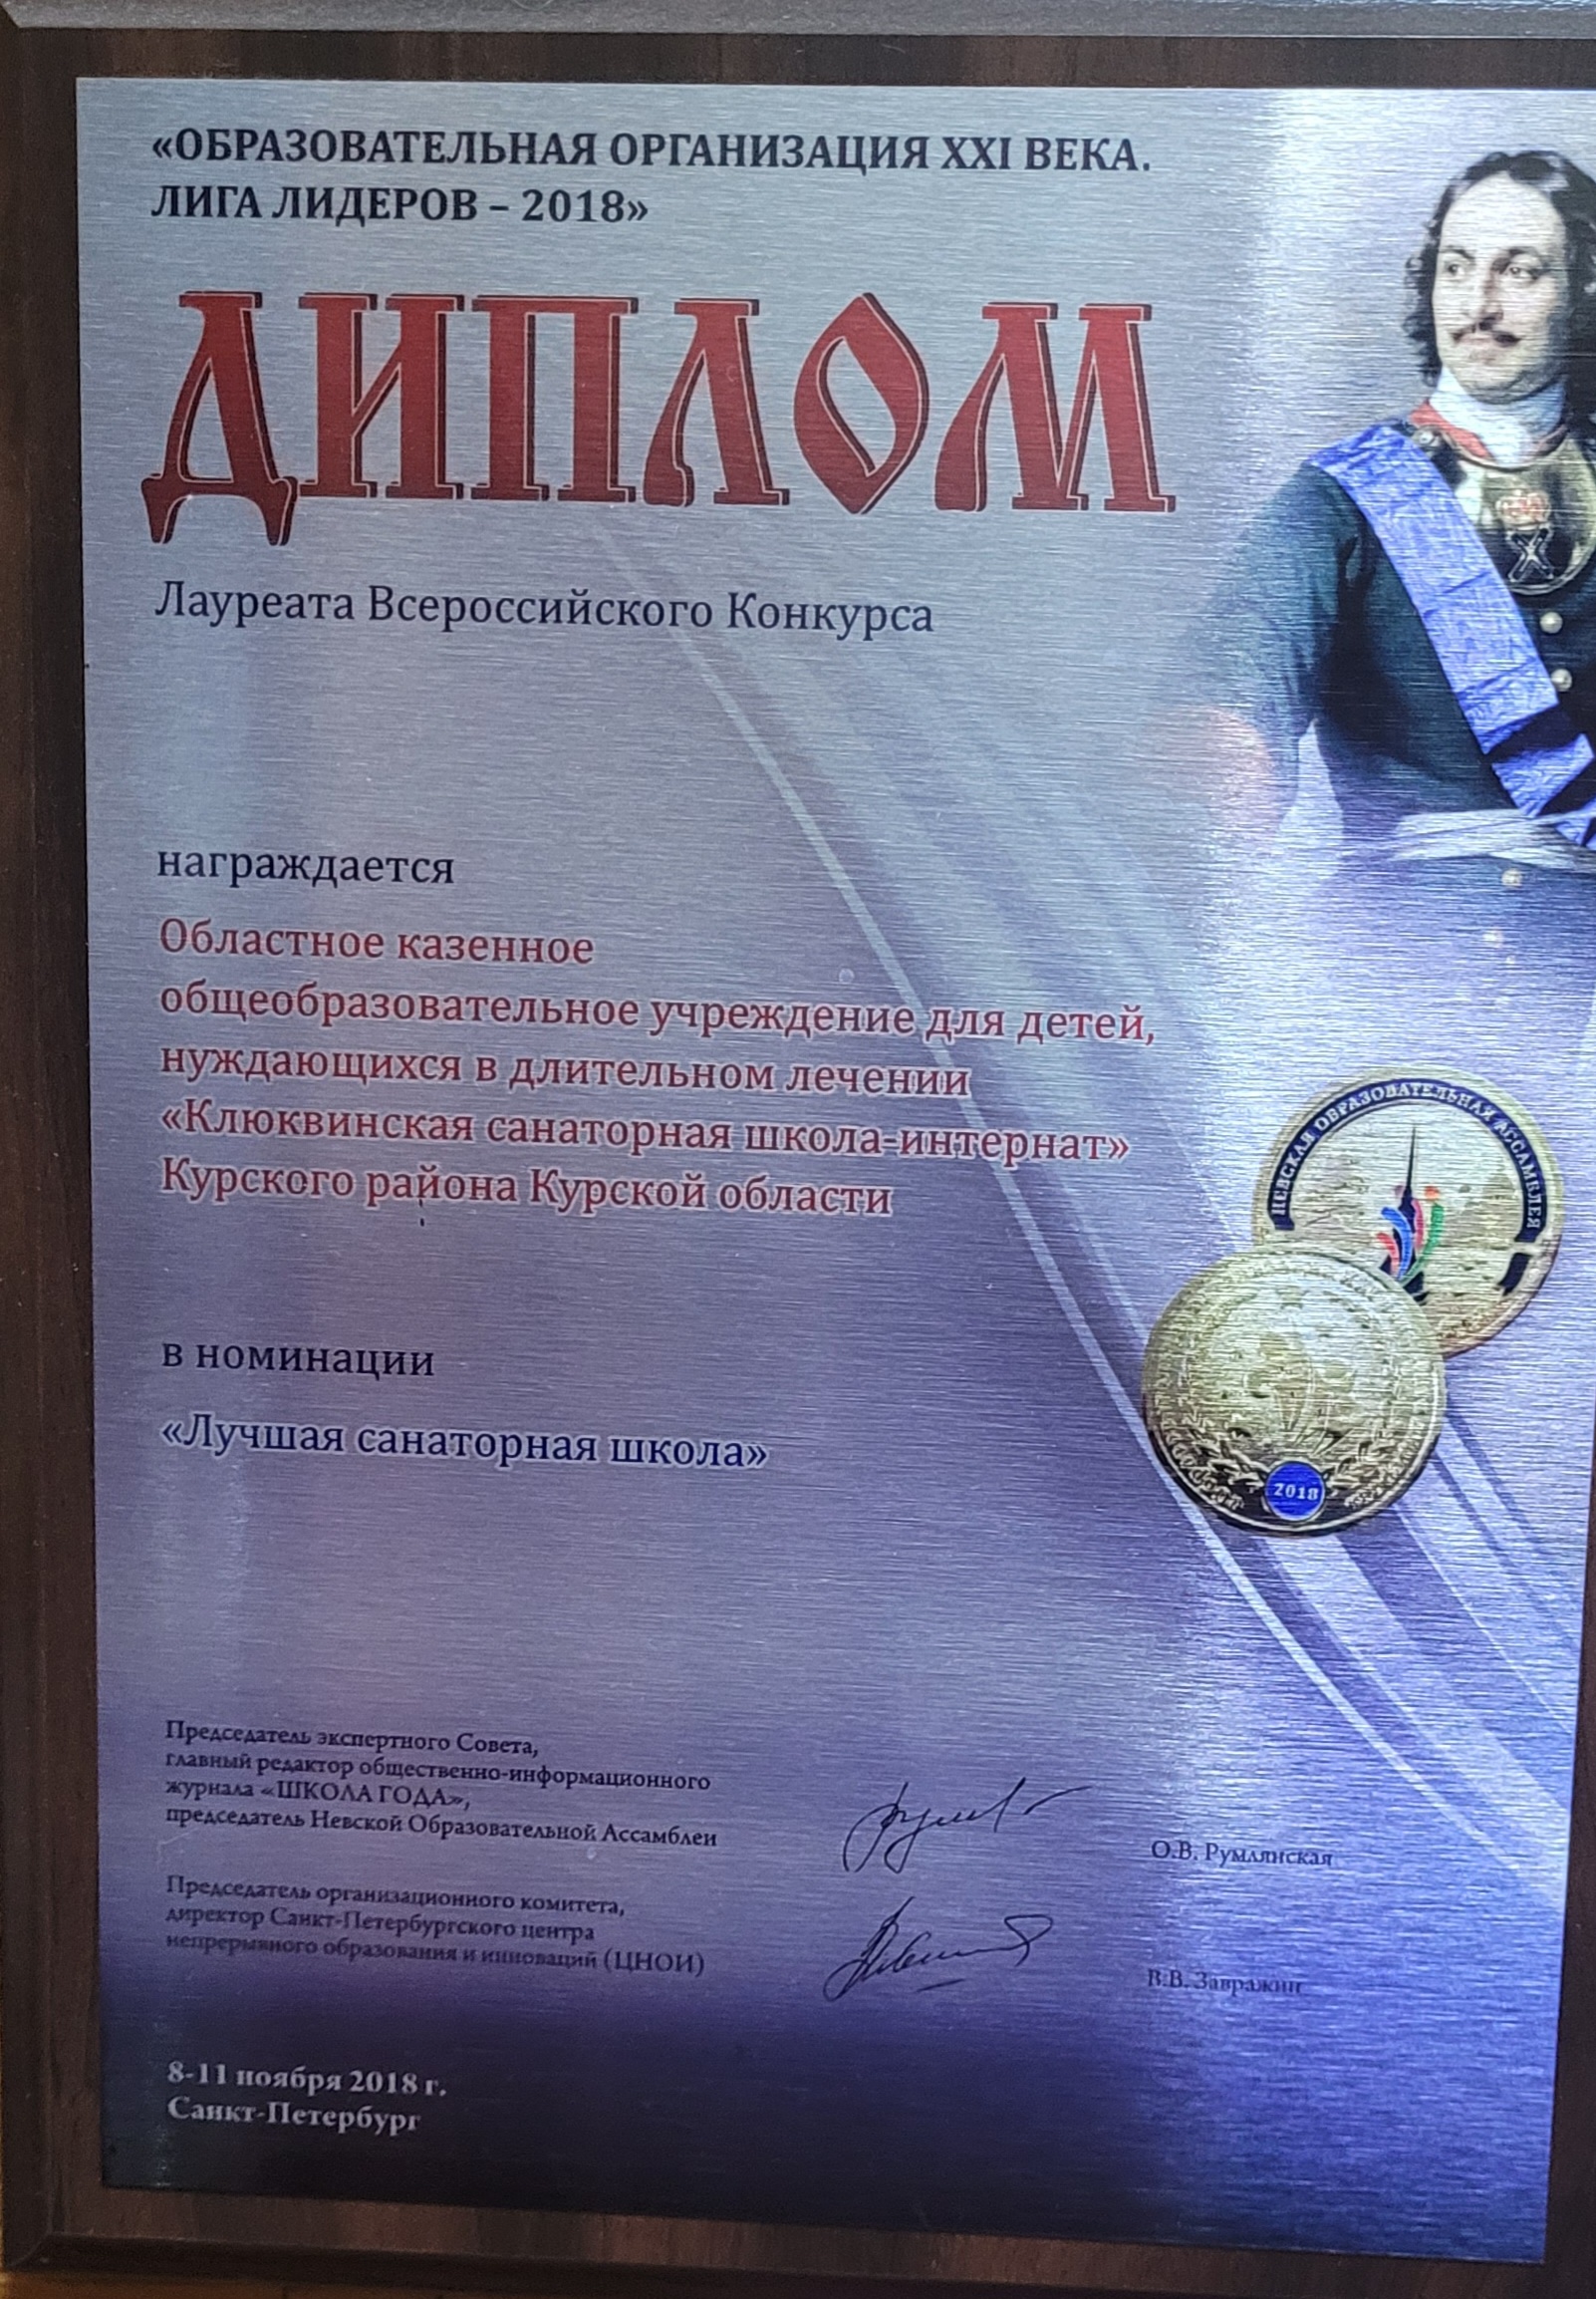 «ОБРАЗОВАТЕЛЬНАЯ ОРГАНИЗАЦИЯ XXI ВЕКА.
ЛИГА ЛИДЕРОВ – 2018»
ДИПЛОМ
Лауреата Всероссийского Конкурса
награждается
Областное казенное
общеобразовательное учреждение для детей,
нуждающихся в длительном лечении
«Клюквинская санаторная школа-интернат»
Курского района Курской области
НЕВСКАЯ ОБРАЗОВАТЕЛЬНАЯ АССАМБЛЕЯ
2018
в номинации
«Лучшая санаторная школа»
Председатель экспертного Совета,
главный редактор общественно-информационного
журнала «ШКОЛА ГОДА»,
председатель Невской Образовательной Ассамблеи
О.В. Румлянская
Председатель организационного комитета,
директор Санкт-Петербургского центра
непрерывного образования и инноваций (ЦНОИ)
В.В. Завражин
8-11 ноября 2018 г.
Санкт-Петербург